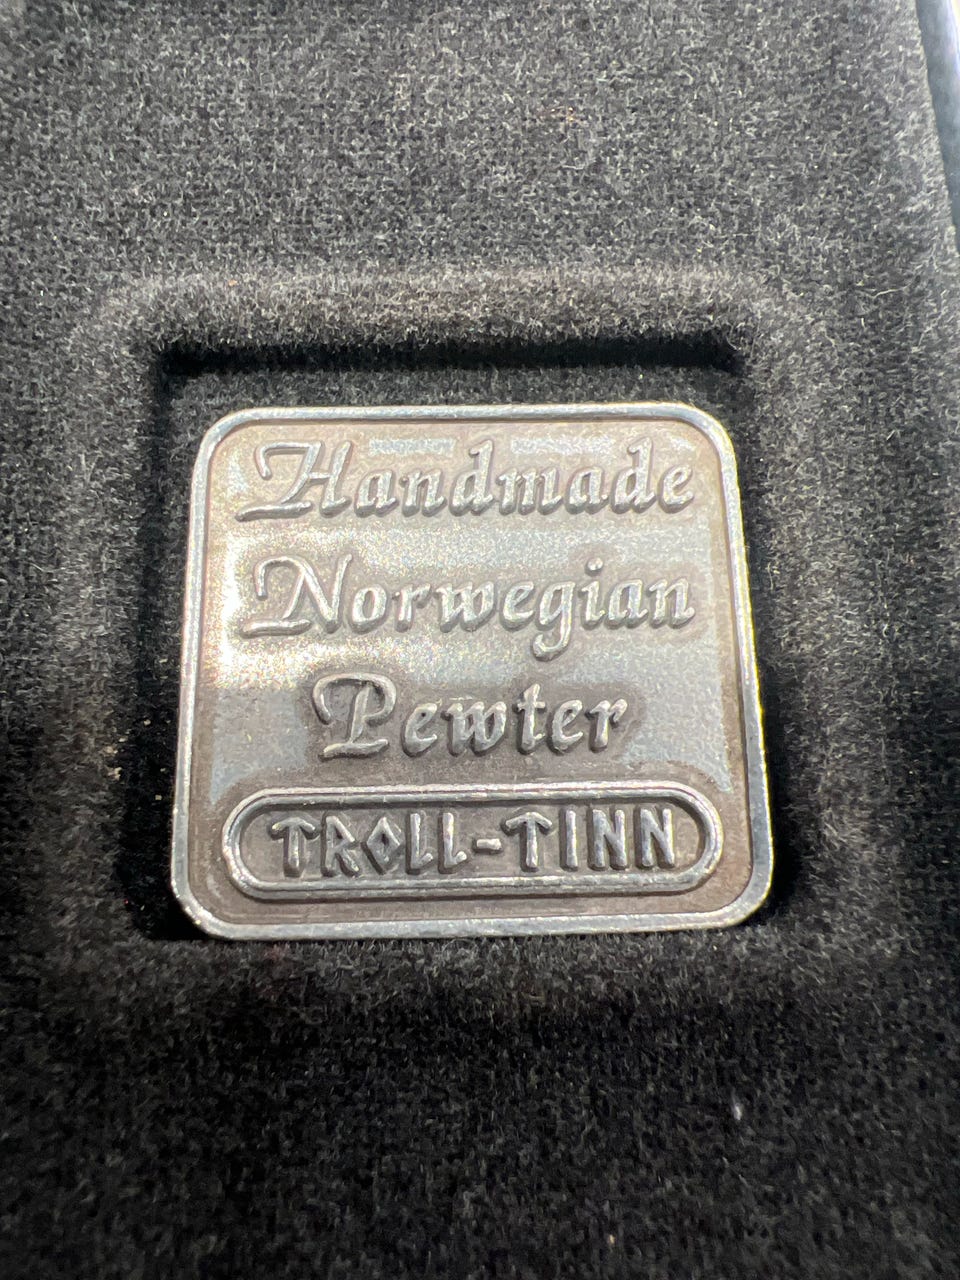 Handmade
Norwegian
Pewter
TROLL-TINN